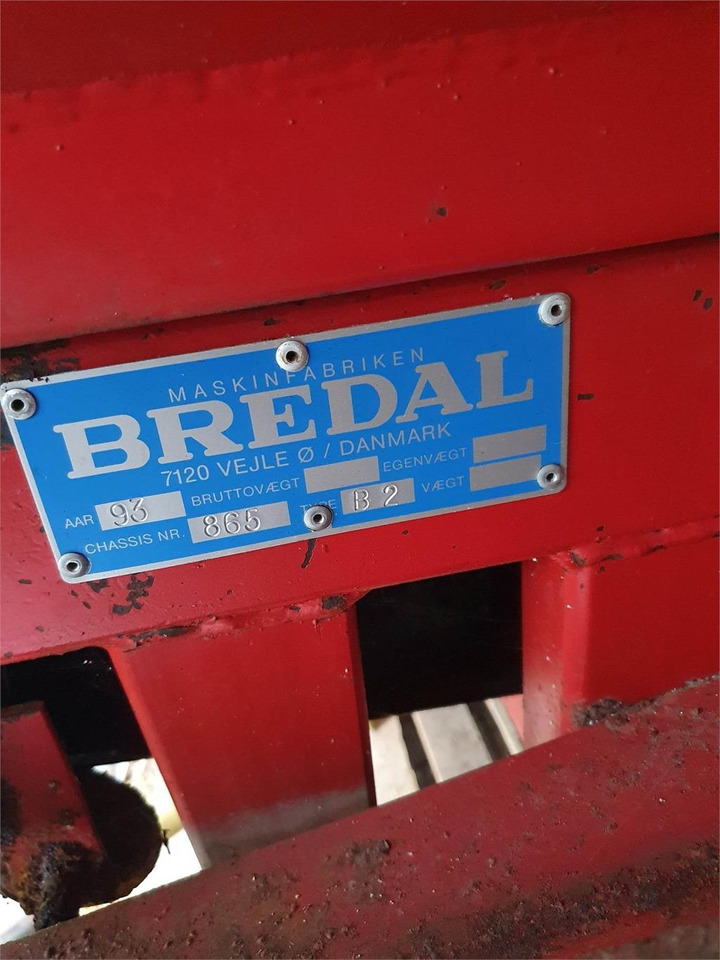 MASKINFABRIKEN
BREDAL
7120 VEJLE Ø / DANMARK
AAR 93 BRUTTOVÆGT EGENVÆGT
CHASSIS NR. 865 TYPE B 2 VÆGT